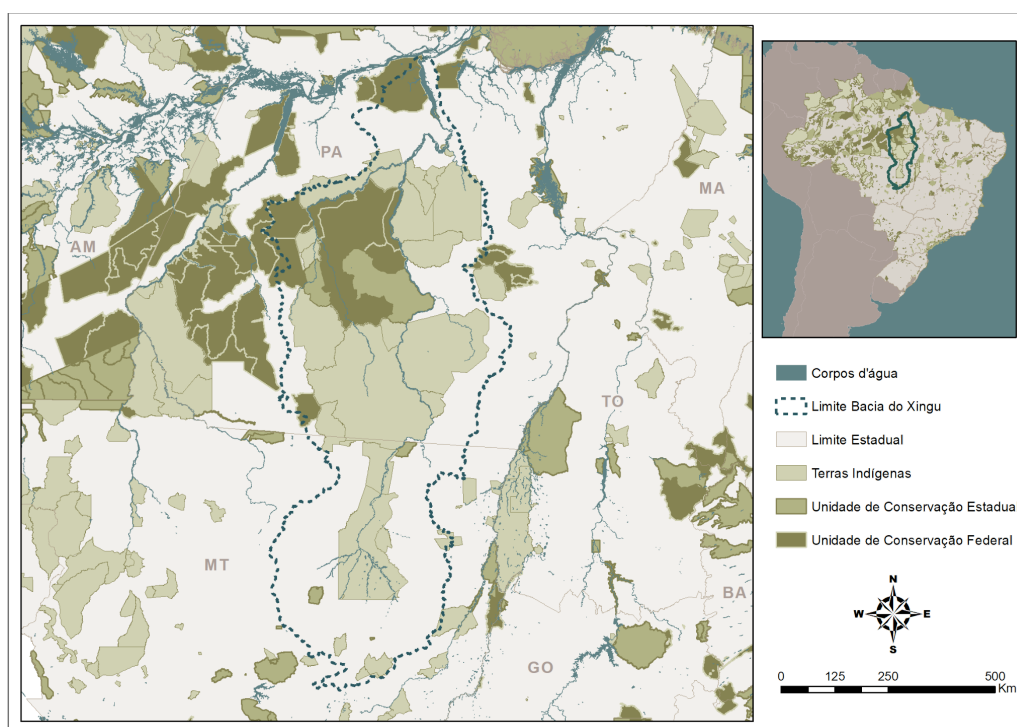 PA
MA
AM
TO
MT
BA
GO
Corpos d'água
Limite Bacia do Xingu
Limite Estadual
Terras Indígenas
Unidade de Conservação Estadual
Unidade de Conservação Federal
N
W E
S
0 125 250 500
Km